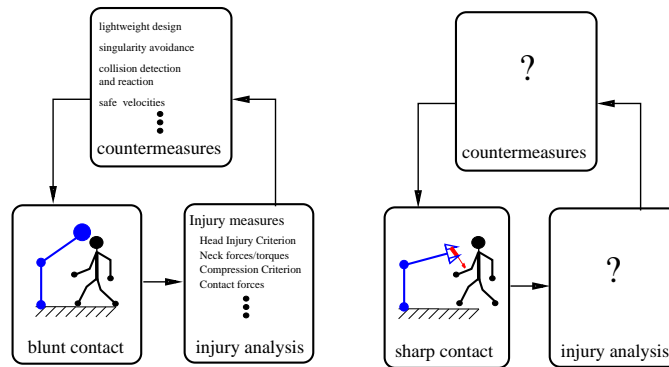 lightweight design
singularity avoidance
collision detection
and reaction
safe velocities
countermeasures
blunt contact
Injury measures
Head Injury Criterion
Neck forces/torques
Compression Criterion
Contact forces
injury analysis
?
countermeasures
sharp contact
?
injury analysis